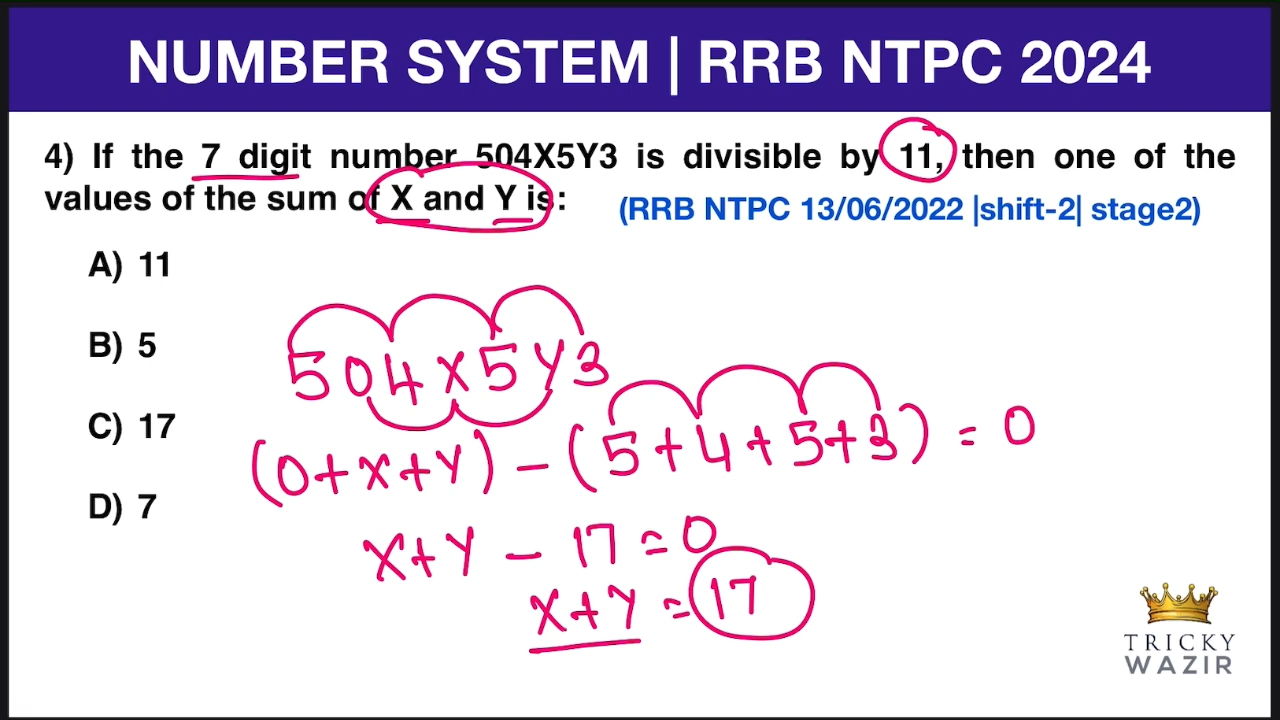 NUMBER SYSTEM | RRB NTPC 2024
4) If the 7 digit number 504X5Y3 is divisible by 11, then one of the
values of the sum of X and Y is:
(RRB NTPC 13/06/2022 |shift-2| stage2)
A) 11
B) 5
C) 17
D) 7
504X5Y3
(0+X+Y) - (5+4+5+3) = 0
X+Y - 17 = 0
X+Y = 17
TRICKY
WAZIR